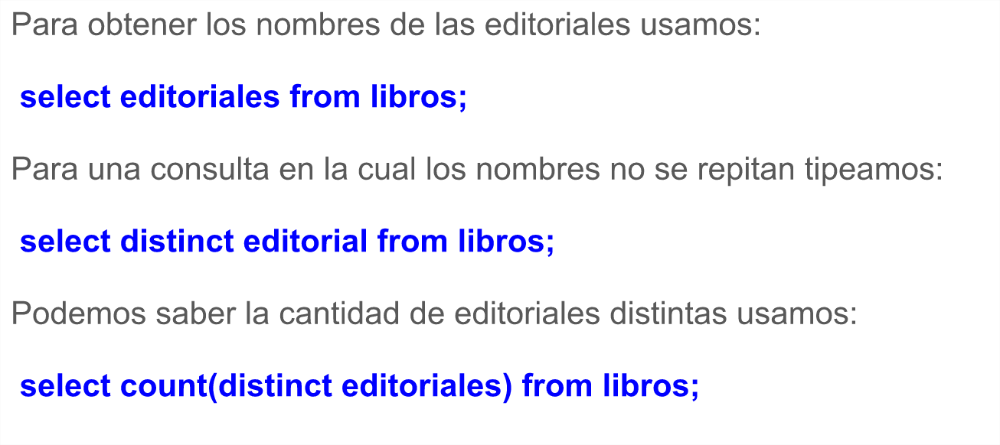 Para obtener los nombres de las editoriales usamos:
select editoriales from libros;
Para una consulta en la cual los nombres no se repitan tipeamos:
select distinct editorial from libros;
Podemos saber la cantidad de editoriales distintas usamos:
select count(distinct editoriales) from libros;